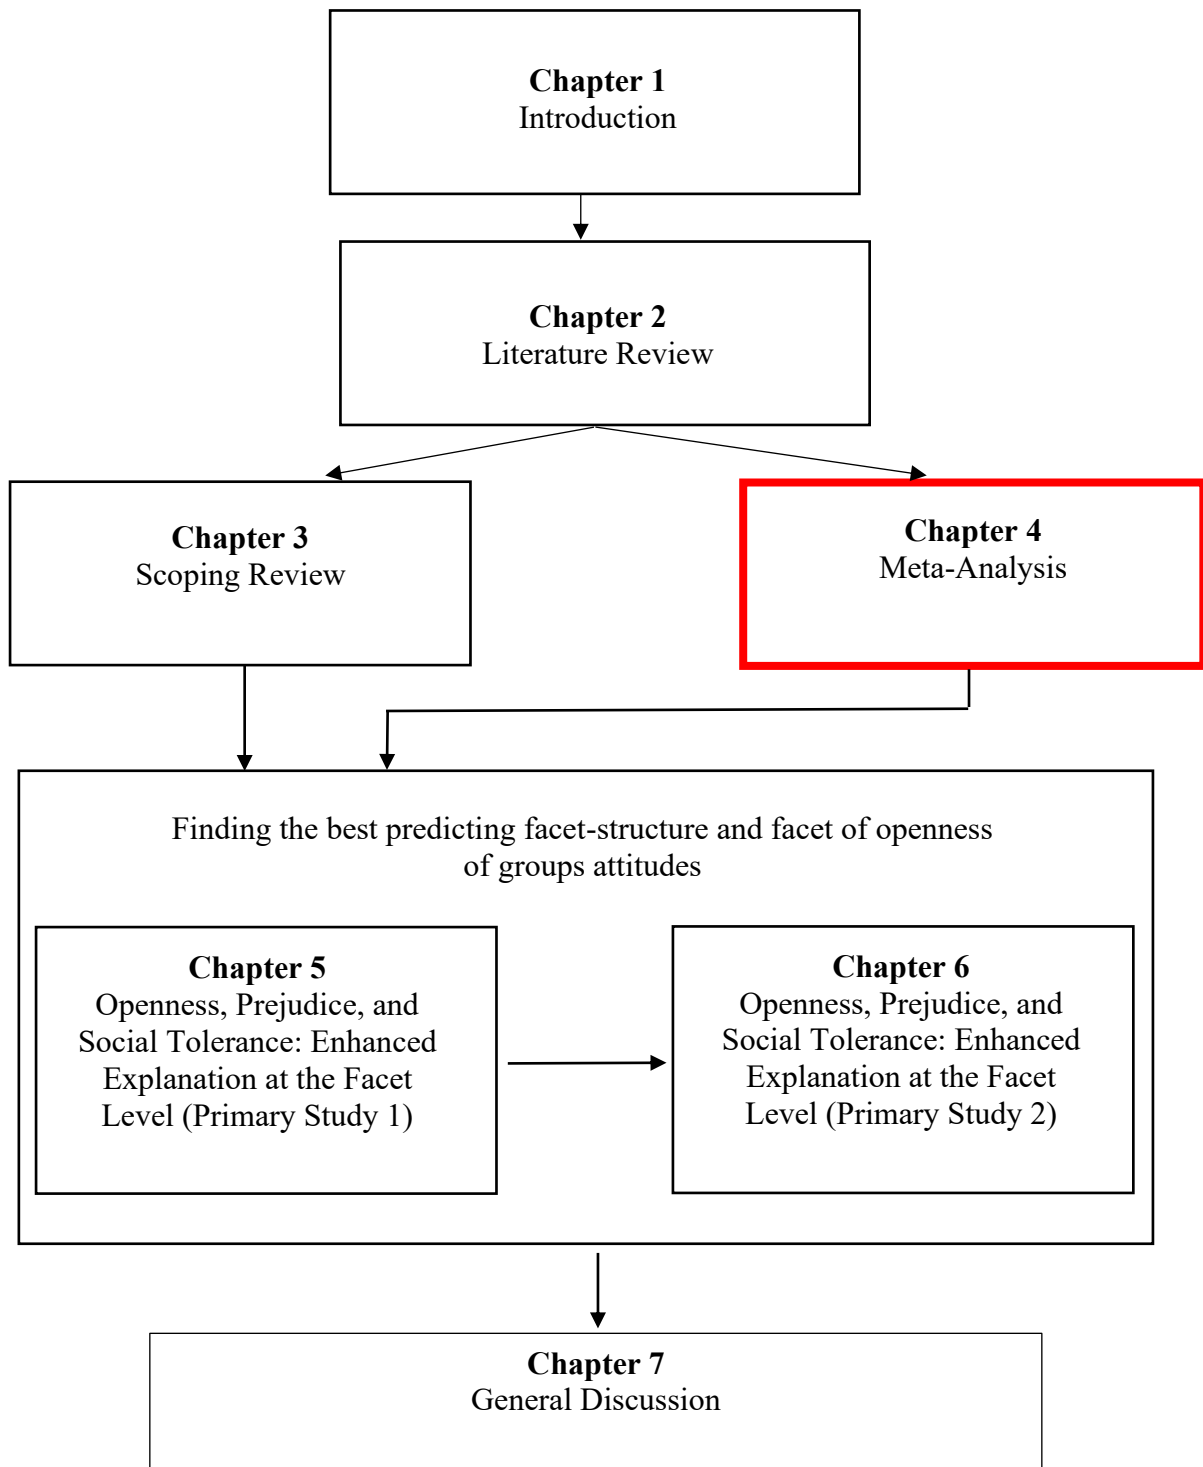 Chapter 1
Introduction
Chapter 2
Literature Review
Chapter 3
Scoping Review
Chapter 4
Meta-Analysis
Finding the best predicting facet-structure and facet of openness
of groups attitudes
Chapter 5
Openness, Prejudice, and
Social Tolerance: Enhanced
Explanation at the Facet
Level (Primary Study 1)
Chapter 6
Openness, Prejudice, and
Social Tolerance: Enhanced
Explanation at the Facet
Level (Primary Study 2)
Chapter 7
General Discussion